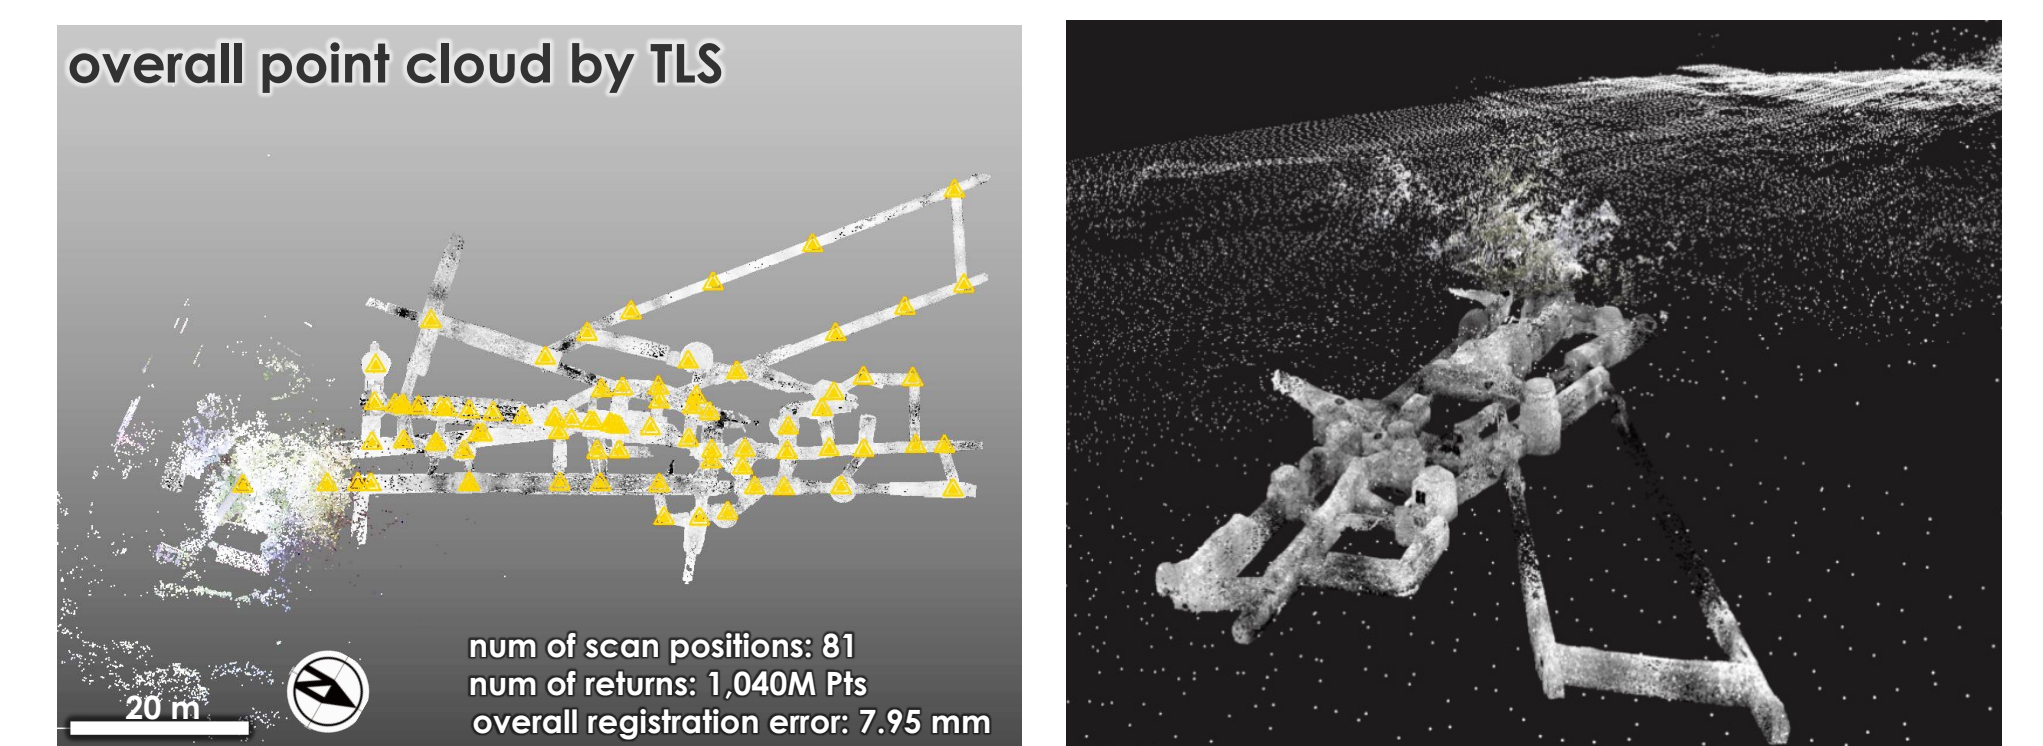 overall point cloud by TLS
num of scan positions: 81
num of returns: 1,040M Pts
overall registration error: 7.95 mm
20 m
N